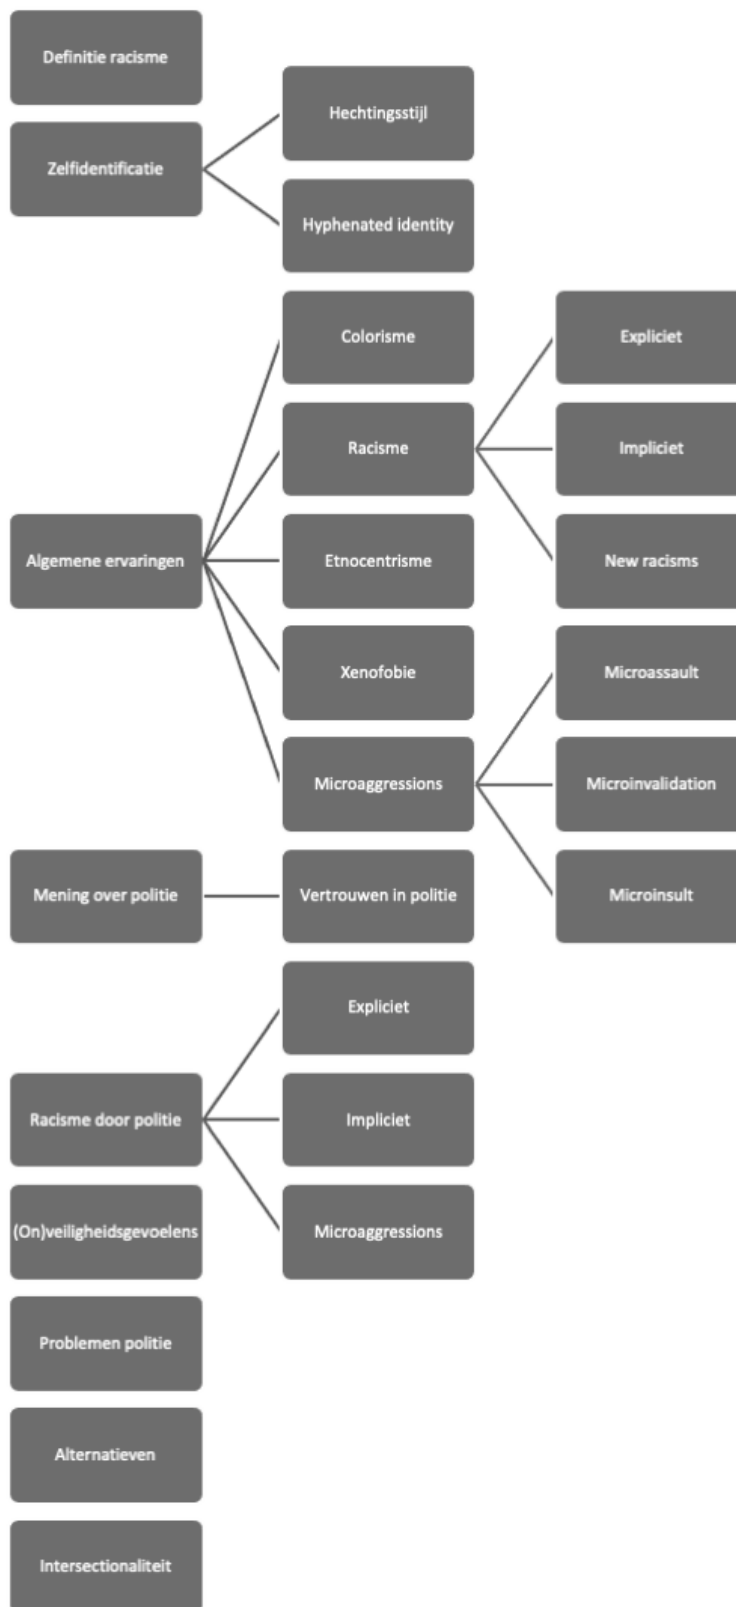 Definitie racisme
Zelfidentificatie
Hechtingsstijl
Hyphenated identity
Algemene ervaringen
Colorisme
Racisme
Expliciet
Impliciet
New racisms
Etnocentrisme
Xenofobie
Microaggressions
Microassault
Microinvalidation
Microinsult
Mening over politie
Vertrouwen in politie
Racisme door politie
Expliciet
Impliciet
Microaggressions
(On)veiligheidsgevoelens
Problemen politie
Alternatieven
Intersectionaliteit